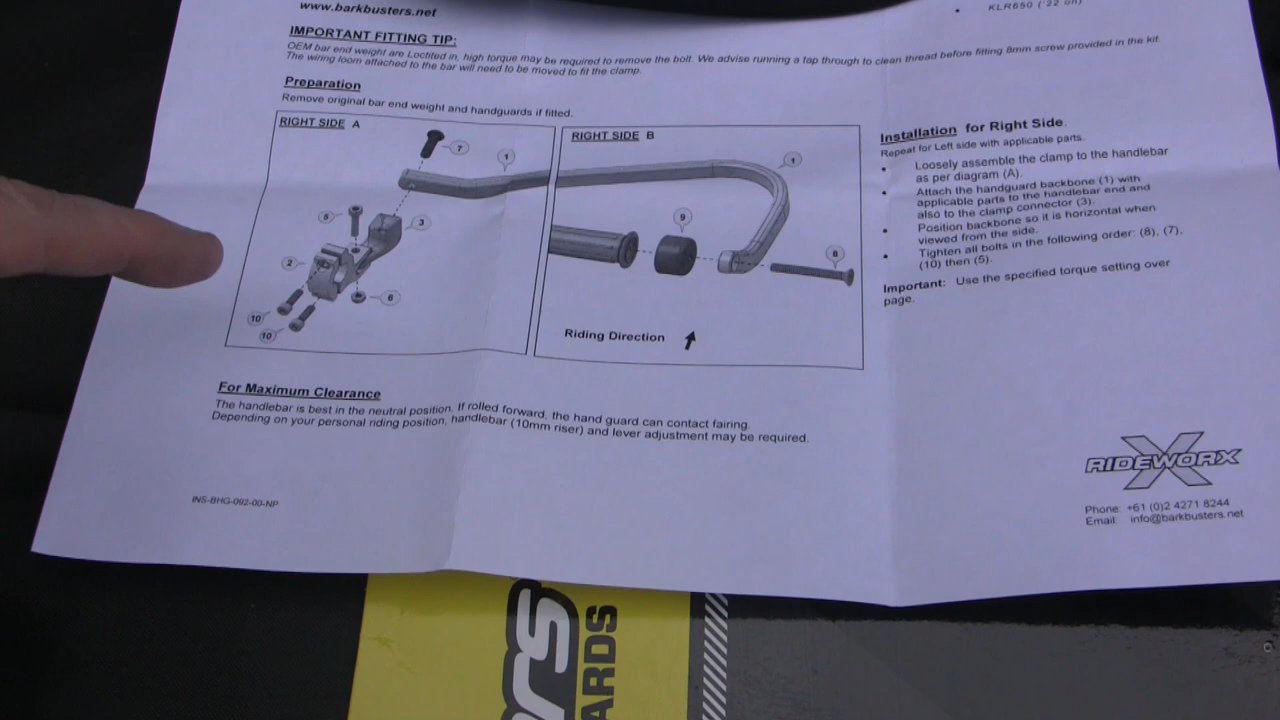 www.barkbusters.net
KLR650 ('22 on)
IMPORTANT FITTING TIP:
OEM bar end weight are Loctited in, high torque may be required to remove the bolt. We advise running a tap through to clean thread before fitting 8mm screw provided in the kit.
The wiring loom attached to the bar will need to be moved to fit the clamp.
Preparation
Remove original bar end weight and handguards if fitted.
RIGHT SIDE A
7
1
5
3
2
6
10
10
RIGHT SIDE B
1
9
8
Riding Direction
Installation for Right Side.
Repeat for Left side with applicable parts.
• Loosely assemble the clamp to the handlebar
as per diagram (A).
• Attach the handguard backbone (1) with
applicable parts to the handlebar end and
also to the clamp connector (3).
• Position backbone so it is horizontal when
viewed from the side.
• Tighten all bolts in the following order: (8), (7),
(10) then (5).
Important: Use the specified torque setting over
page.
For Maximum Clearance
The handlebar is best in the neutral position. If rolled forward, the hand guard can contact fairing.
Depending on your personal riding position, handlebar (10mm riser) and lever adjustment may be required.
INS-BHG-092-00-NP
RIDEWORX
X
Phone: +61 (0)2 4271 8244
Email: info@barkbusters.net
rs
ARDS